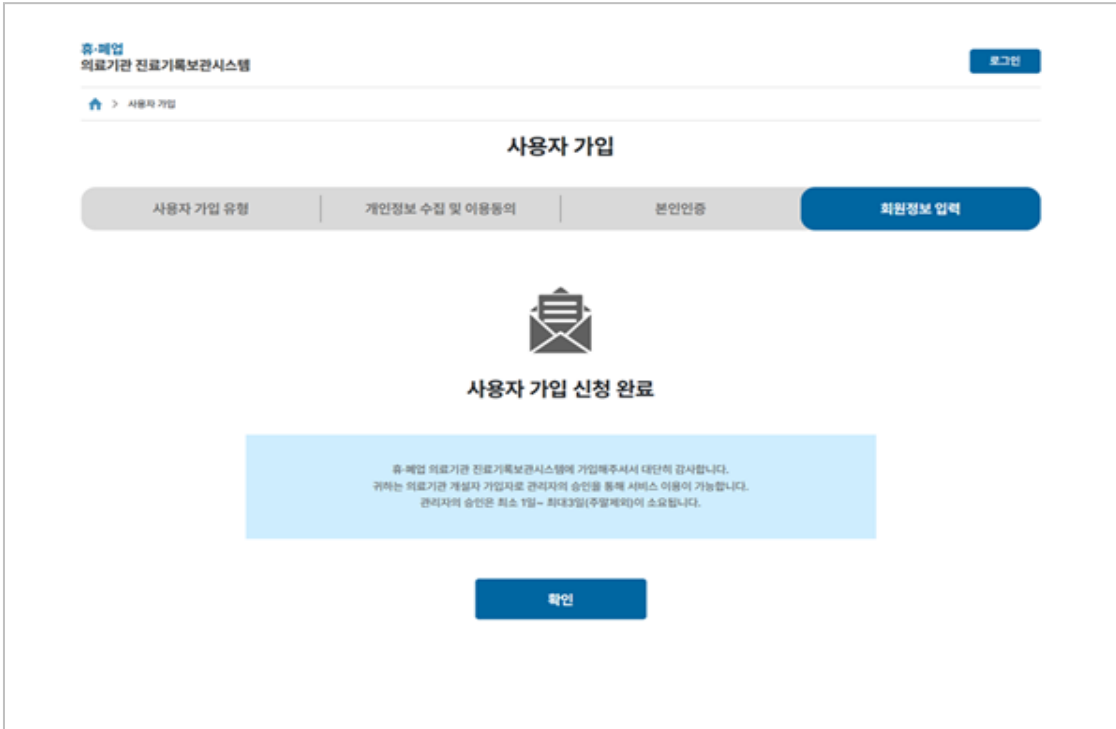 휴·폐업
의료기관 진료기록보관시스템
로그인
> 사용자 가입
사용자 가입
사용자 가입 유형
개인정보 수집 및 이용동의
본인인증
회원정보 입력
사용자 가입 신청 완료
휴·폐업 의료기관 진료기록보관시스템에 가입해주셔서 대단히 감사합니다.
귀하는 의료기관 개설자 가입자로 관리자의 승인을 통해 서비스 이용이 가능합니다.
관리자의 승인은 최소 1일~ 최대3일(주말제외)이 소요됩니다.
확인